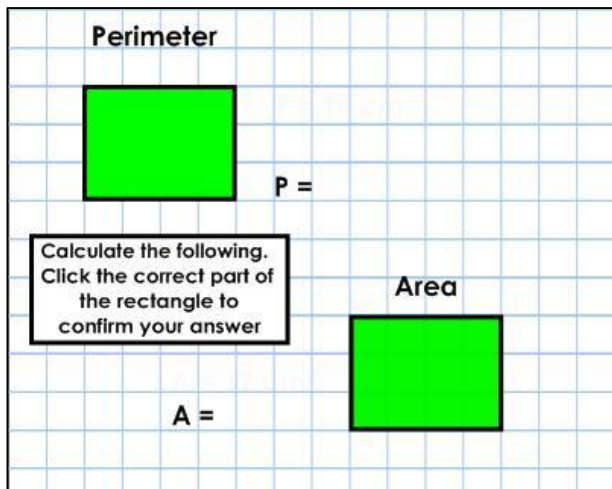 Perimeter
P =
Calculate the following.
Click the correct part of
the rectangle to
confirm your answer
Area
A =